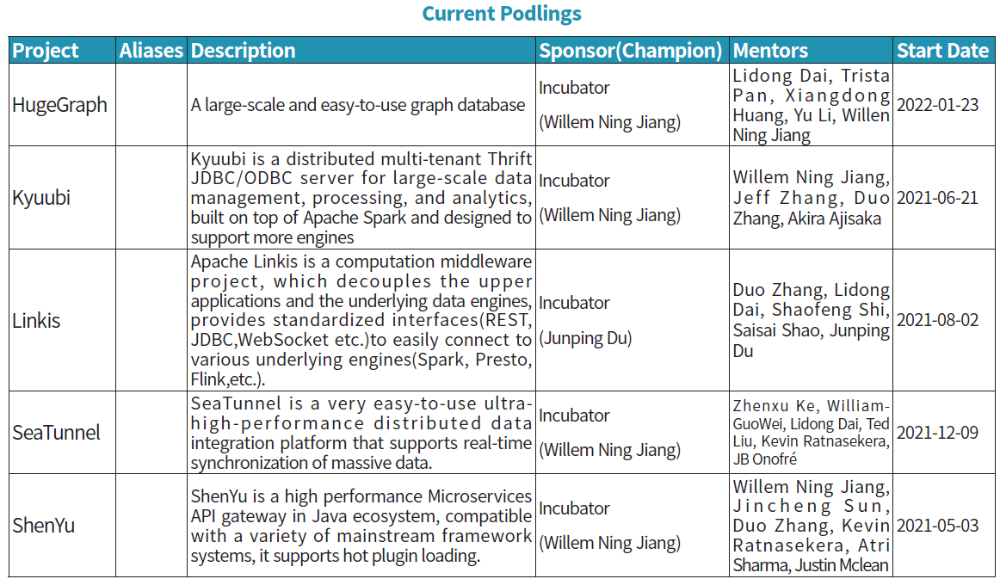 Current Podlings
Project Aliases Description Sponsor(Champion) Mentors Start Date
HugeGraph
A large-scale and easy-to-use graph database
Incubator
(Willem Ning Jiang)
Lidong Dai, Trista
Pan, Xiangdong
Huang, Yu Li, Willen
Ning Jiang
2022-01-23
Kyuubi
Kyuubi is a distributed multi-tenant Thrift
JDBC/ODBC server for large-scale data
management, processing, and analytics,
built on top of Apache Spark and designed to
support more engines
Incubator
(Willem Ning Jiang)
Willem Ning Jiang,
Jeff Zhang, Duo
Zhang, Akira Ajisaka
2021-06-21
Linkis
Apache Linkis is a computation middleware
project, which decouples the upper
applications and the underlying data engines,
provides standardized interfaces(REST,
JDBC,WebSocket etc.)to easily connect to
various underlying engines(Spark, Presto,
Flink,etc.).
Incubator
(Junping Du)
Duo Zhang, Lidong
Dai, Shaofeng Shi,
Saisai Shao, Junping
Du
2021-08-02
SeaTunnel
SeaTunnel is a very easy-to-use ultra-
high-performance distributed data
integration platform that supports real-time
synchronization of massive data.
Incubator
(Willem Ning Jiang)
Zhenxu Ke, William-
GuoWei, Lidong Dai, Ted
Liu, Kevin Ratnasekera,
JB Onofré
2021-12-09
ShenYu
ShenYu is a high performance Microservices
API gateway in Java ecosystem, compatible
with a variety of mainstream framework
systems, it supports hot plugin loading.
Incubator
(Willem Ning Jiang)
Willem Ning Jiang,
Jincheng Sun,
Duo Zhang, Kevin
Ratnasekera, Atri
Sharma, Justin Mclean
2021-05-03